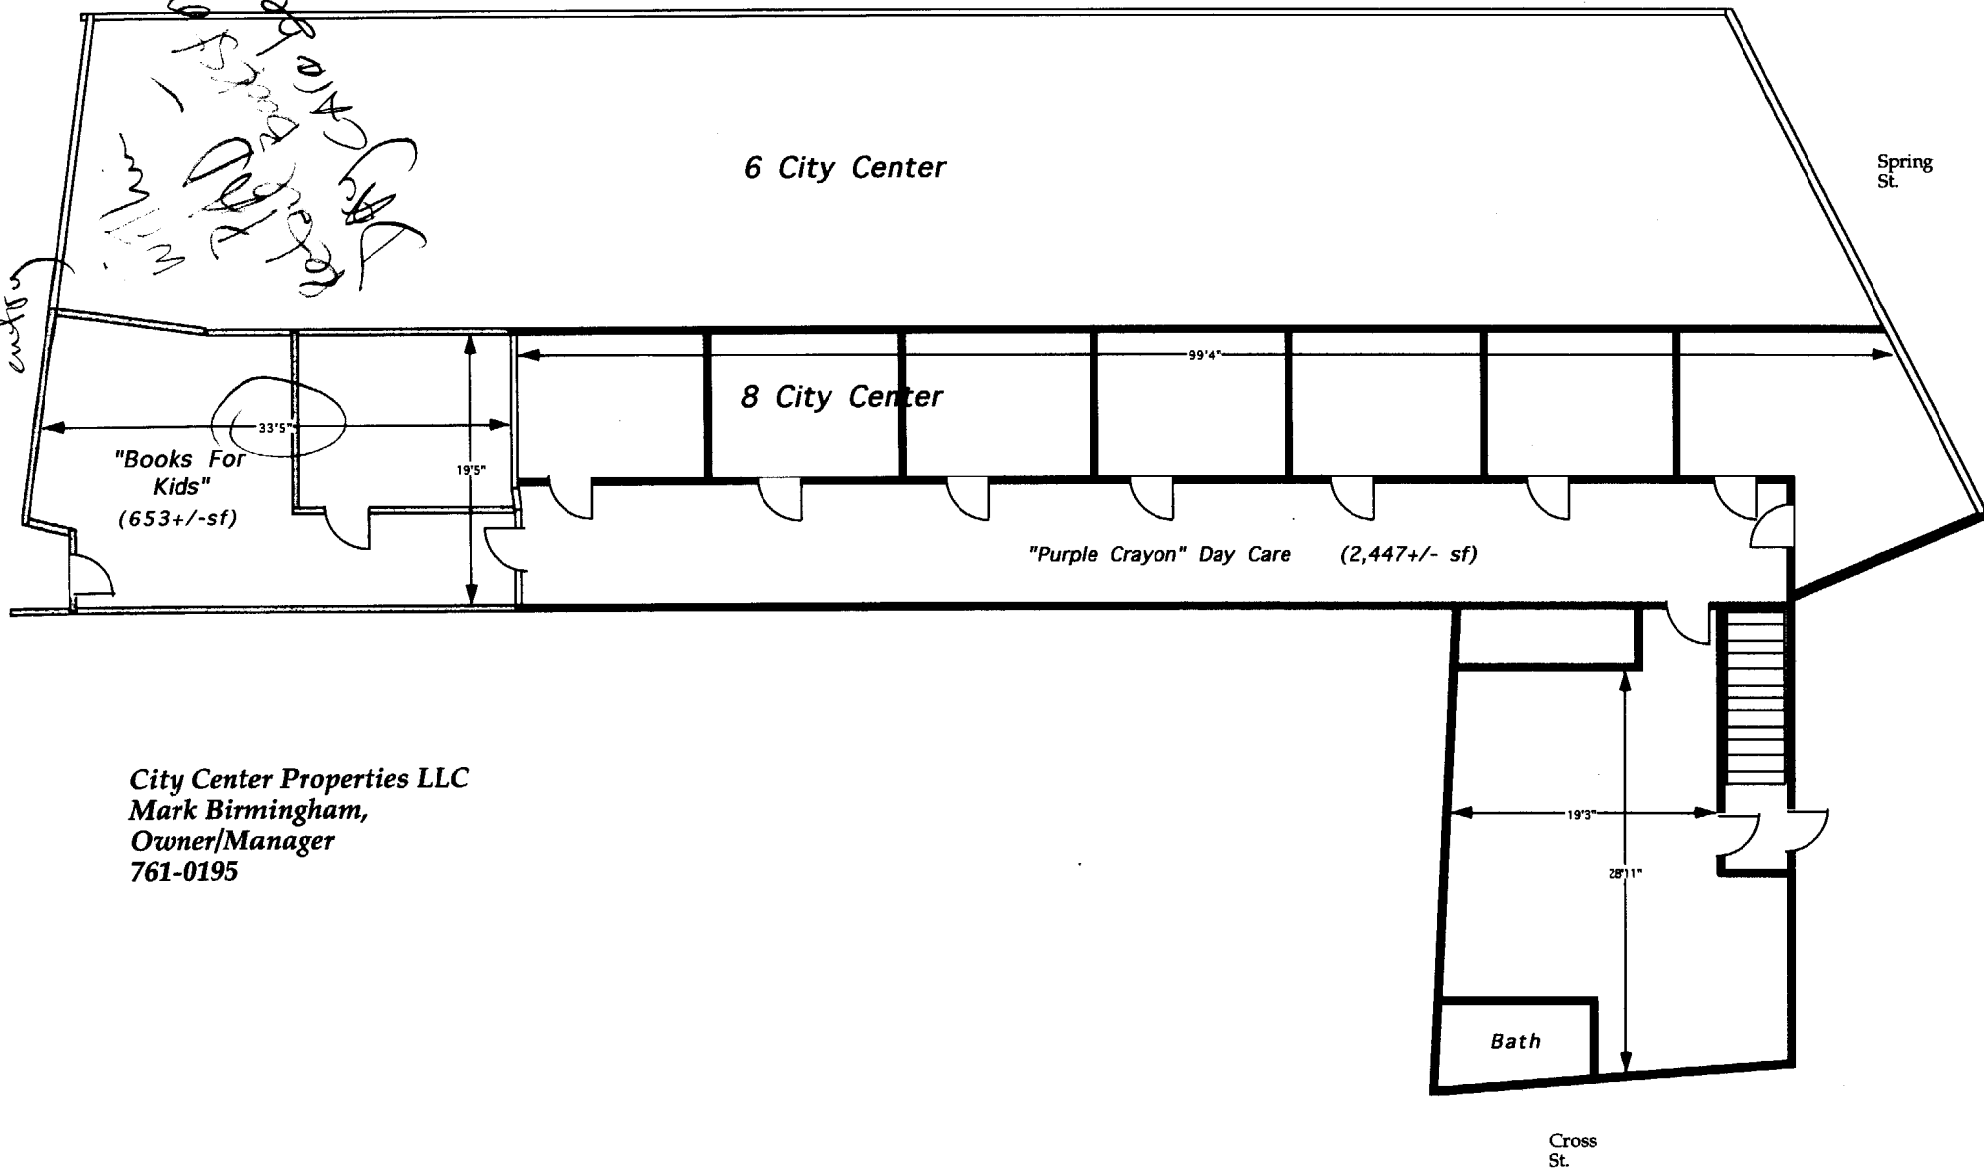 6 City Center
Spring
St.
entry
99'4"
8 City Center
33'5"
"Books For
Kids"
(653+/-sf)
19'5"
"Purple Crayon" Day Care (2,447+/- sf)
City Center Properties LLC
Mark Birmingham,
Owner/Manager
761-0195
19'3"
28'11"
Bath
Cross
St.